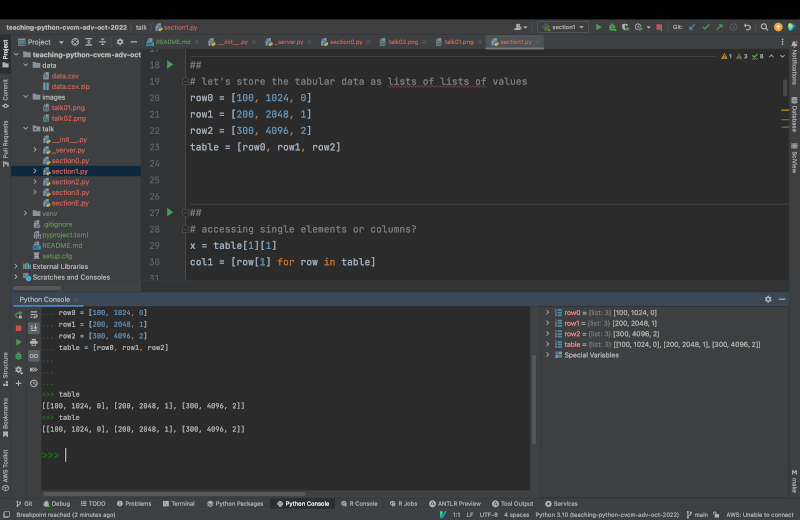 teaching-python-cvcm-adv-oct-2022 talk section1.py section1 Git:
Project README.md __init__.py _server.py section0.py talk02.png talk01.png section1.py
Project
Commit
Pull Requests
Structure
Bookmarks
AWS Toolkit
teaching-python-cvcm-adv-oct
data
data.csv
data.csv.zip
images
talk01.png
talk02.png
talk
__init__.py
_server.py
section0.py
section1.py
section2.py
section3.py
sectionE.py
venv
.gitignore
pyproject.toml
README.md
setup.cfg
External Libraries
Scratches and Consoles
1 3 8
18 ##
19 # let's store the tabular data as lists of lists of values
20 row0 = [100, 1024, 0]
21 row1 = [200, 2048, 1]
22 row2 = [300, 4096, 2]
23 table = [row0, row1, row2]
24
25
26
27 ##
28 # accessing single elements or columns?
29 x = table[1][1]
30 col1 = [row[1] for row in table]
31
Notifications
Database
SciView
make
Python Console
... row0 = [100, 1024, 0]
... row1 = [200, 2048, 1]
... row2 = [300, 4096, 2]
... table = [row0, row1, row2]
...
...
...
>>> table
[[100, 1024, 0], [200, 2048, 1], [300, 4096, 2]]
>>> table
[[100, 1024, 0], [200, 2048, 1], [300, 4096, 2]]
>>>
row0 = {list: 3} [100, 1024, 0]
row1 = {list: 3} [200, 2048, 1]
row2 = {list: 3} [300, 4096, 2]
table = {list: 3} [[100, 1024, 0], [200, 2048, 1], [300, 4096, 2]]
Special Variables
Git Debug TODO Problems Terminal Python Packages Python Console R Console R Jobs ANTLR Preview Tool Output Services
Breakpoint reached (2 minutes ago) 1:1 LF UTF-8 4 spaces Python 3.10 (teaching-python-cvcm-adv-oct-2022) main AWS: Unable to connect